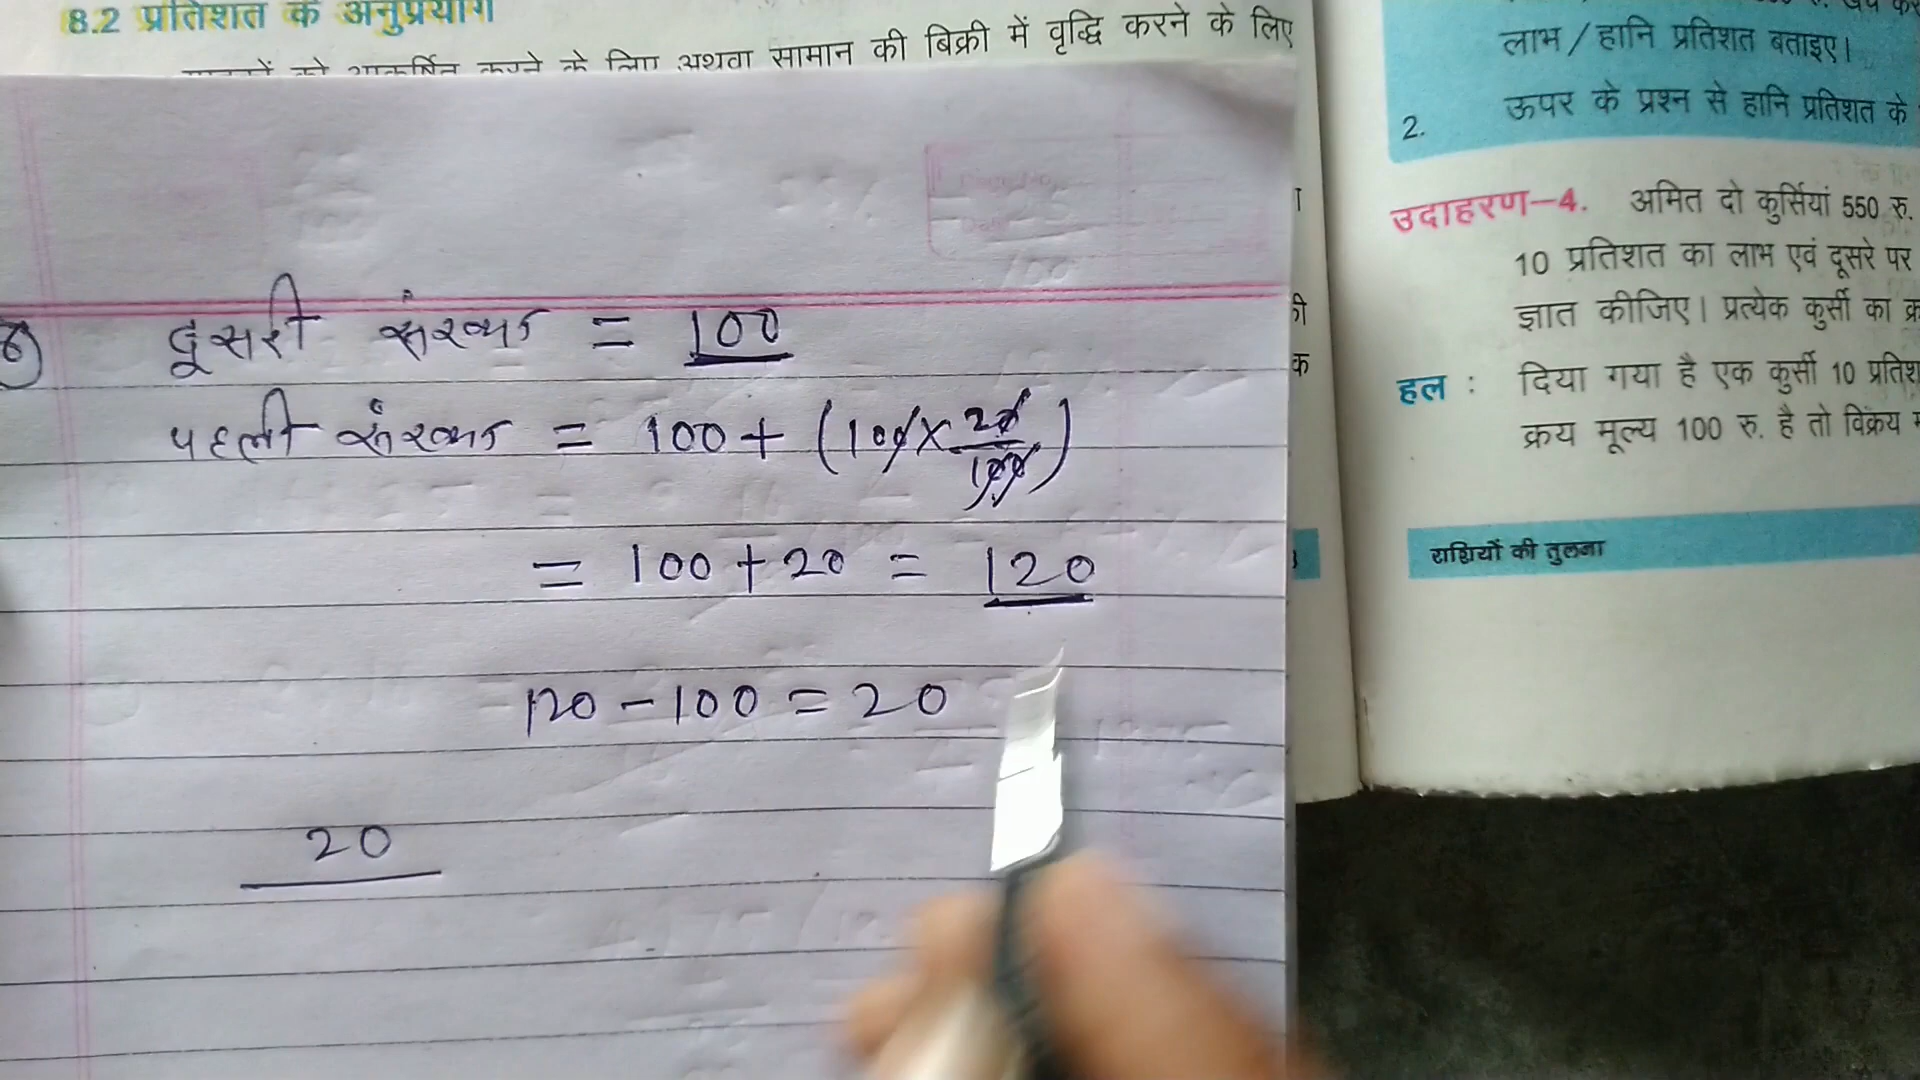 8.2 प्रतिशत के अनुप्रयोग
को आकर्षित करने के लिए अथवा सामान की बिक्री में वृद्धि करने के लिए
दूसरी संख्या = 100
पहली संख्या = 100 + (100 × 20/100)
= 100 + 20 = 120
120 - 100 = 20
20
लाभ / हानि प्रतिशत बताइए।
2. ऊपर के प्रश्न से हानि प्रतिशत के
उदाहरण-4. अमित दो कुर्सियां 550 रु.
10 प्रतिशत का लाभ एवं दूसरे पर
ज्ञात कीजिए। प्रत्येक कुर्सी का
हल : दिया गया है एक कुर्सी 10
क्रय मूल्य 100 रु. है तो विक्रय
राशियों की तुलना